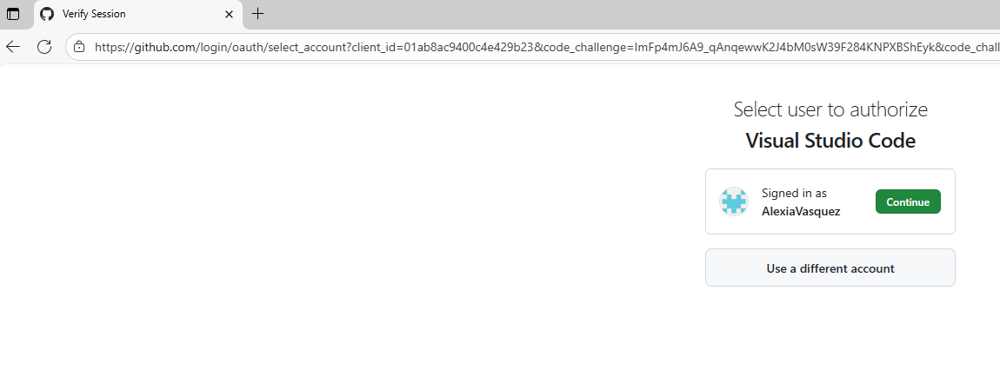 Verify Session
https://github.com/login/oauth/select_account?client_id=01ab8ac9400c4e429b23&code_challenge=ImFp4mJ6A9_qAnqewwK2J4bM0sW39F284KNPXBShEyk&code_chall
Select user to authorize
Visual Studio Code
Signed in as
AlexiaVasquez
Continue
Use a different account